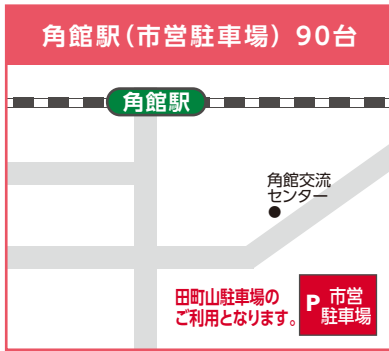 角館駅(市営駐車場) 90台
角館駅
角館交流
センター
田町山駐車場の
ご利用となります。
P 市営
駐車場